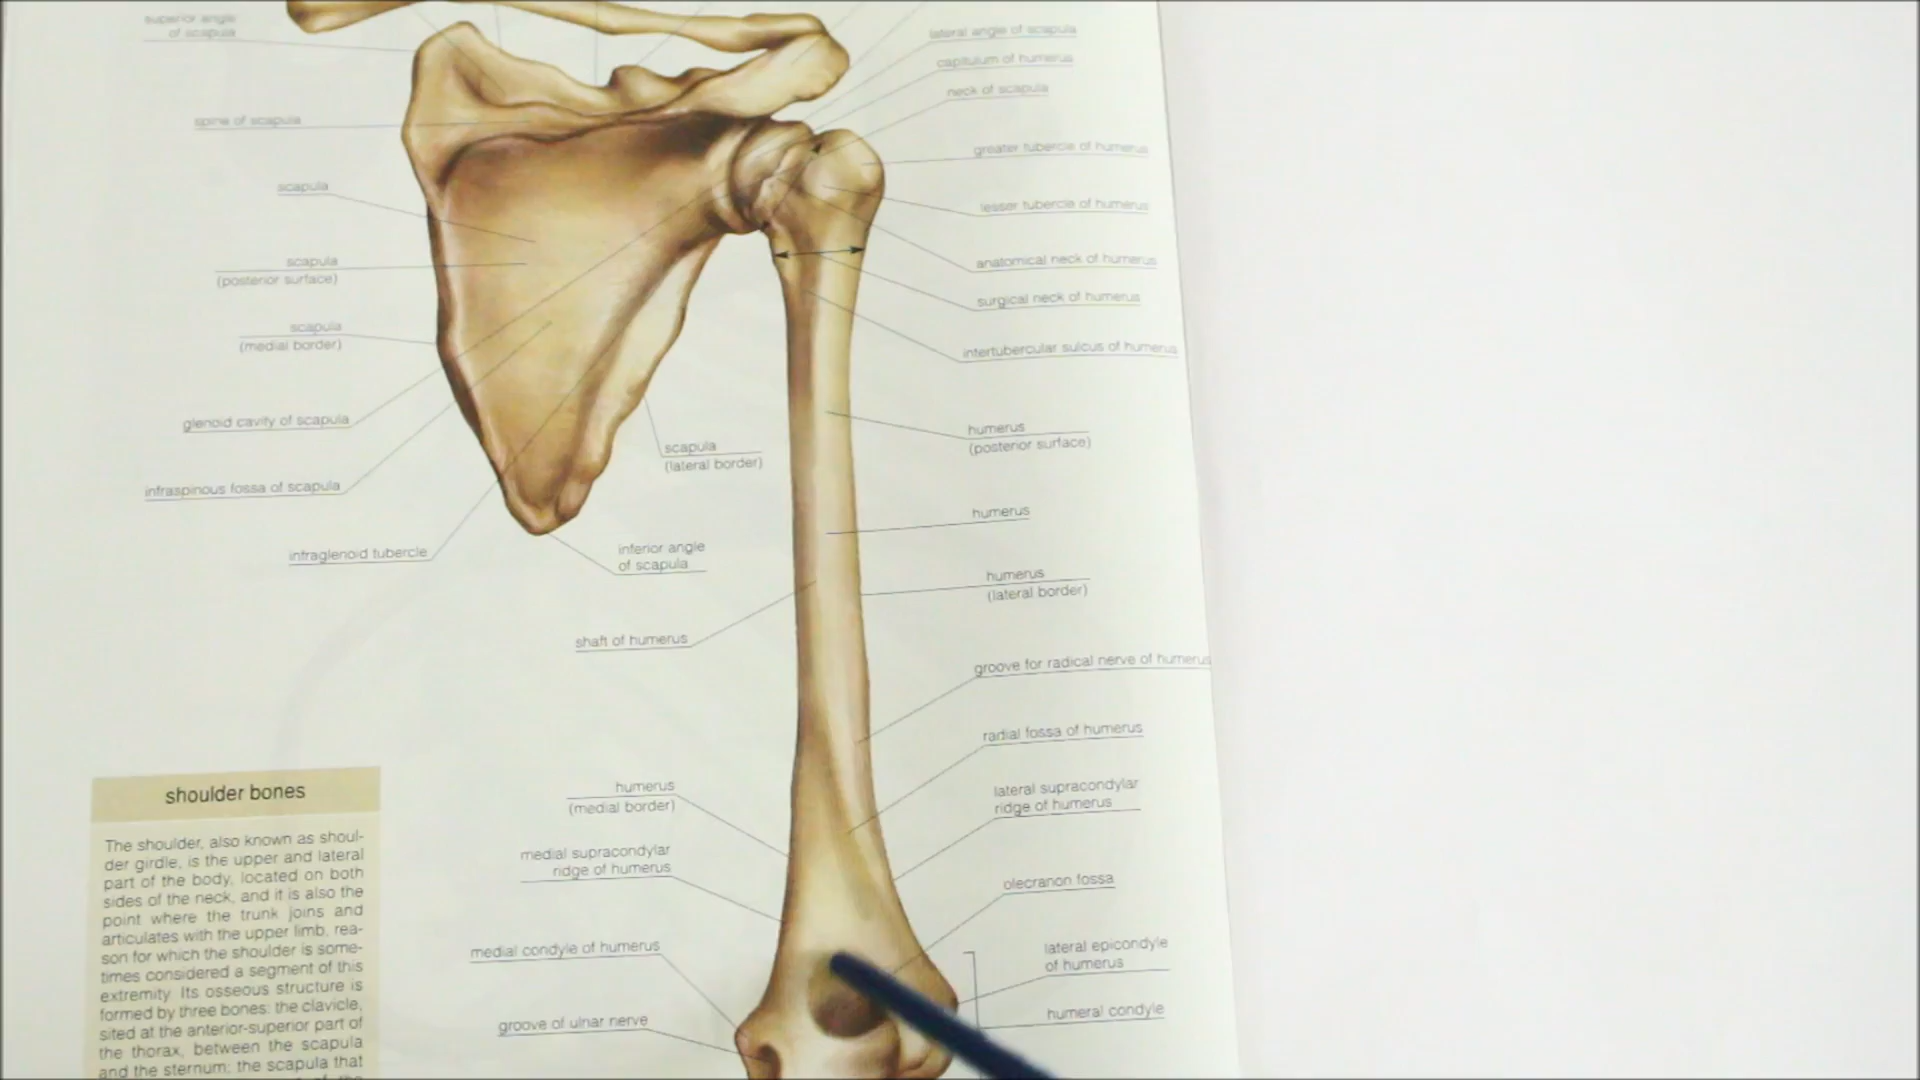 superior angle
of scapula
spine of scapula
scapula
scapula
(posterior surface)
scapula
(medial border)
glenoid cavity of scapula
infraspinous fossa of scapula
infraglenoid tubercle
scapula
(lateral border)
inferior angle
of scapula
shaft of humerus
humerus
(medial border)
medial supracondylar
ridge of humerus
medial condyle of humerus
groove of ulnar nerve
lateral angle of scapula
capitulum of humerus
neck of scapula
greater tubercle of humerus
lesser tubercle of humerus
anatomical neck of humerus
surgical neck of humerus
intertubercular sulcus of humerus
humerus
(posterior surface)
humerus
humerus
(lateral border)
groove for radical nerve of humerus
radial fossa of humerus
lateral supracondylar
ridge of humerus
olecranon fossa
lateral epicondyle
of humerus
humeral condyle
shoulder bones
The shoulder, also known as shoul-
der girdle, is the upper and lateral
part of the body, located on both
sides of the neck, and it is also the
point where the trunk joins and
articulates with the upper limb, rea-
son for which the shoulder is some-
times considered a segment of this
extremity. Its osseous structure is
formed by three bones: the clavicle,
sited at the anterior-superior part of
the thorax, between the scapula
and the sternum; the scapula that